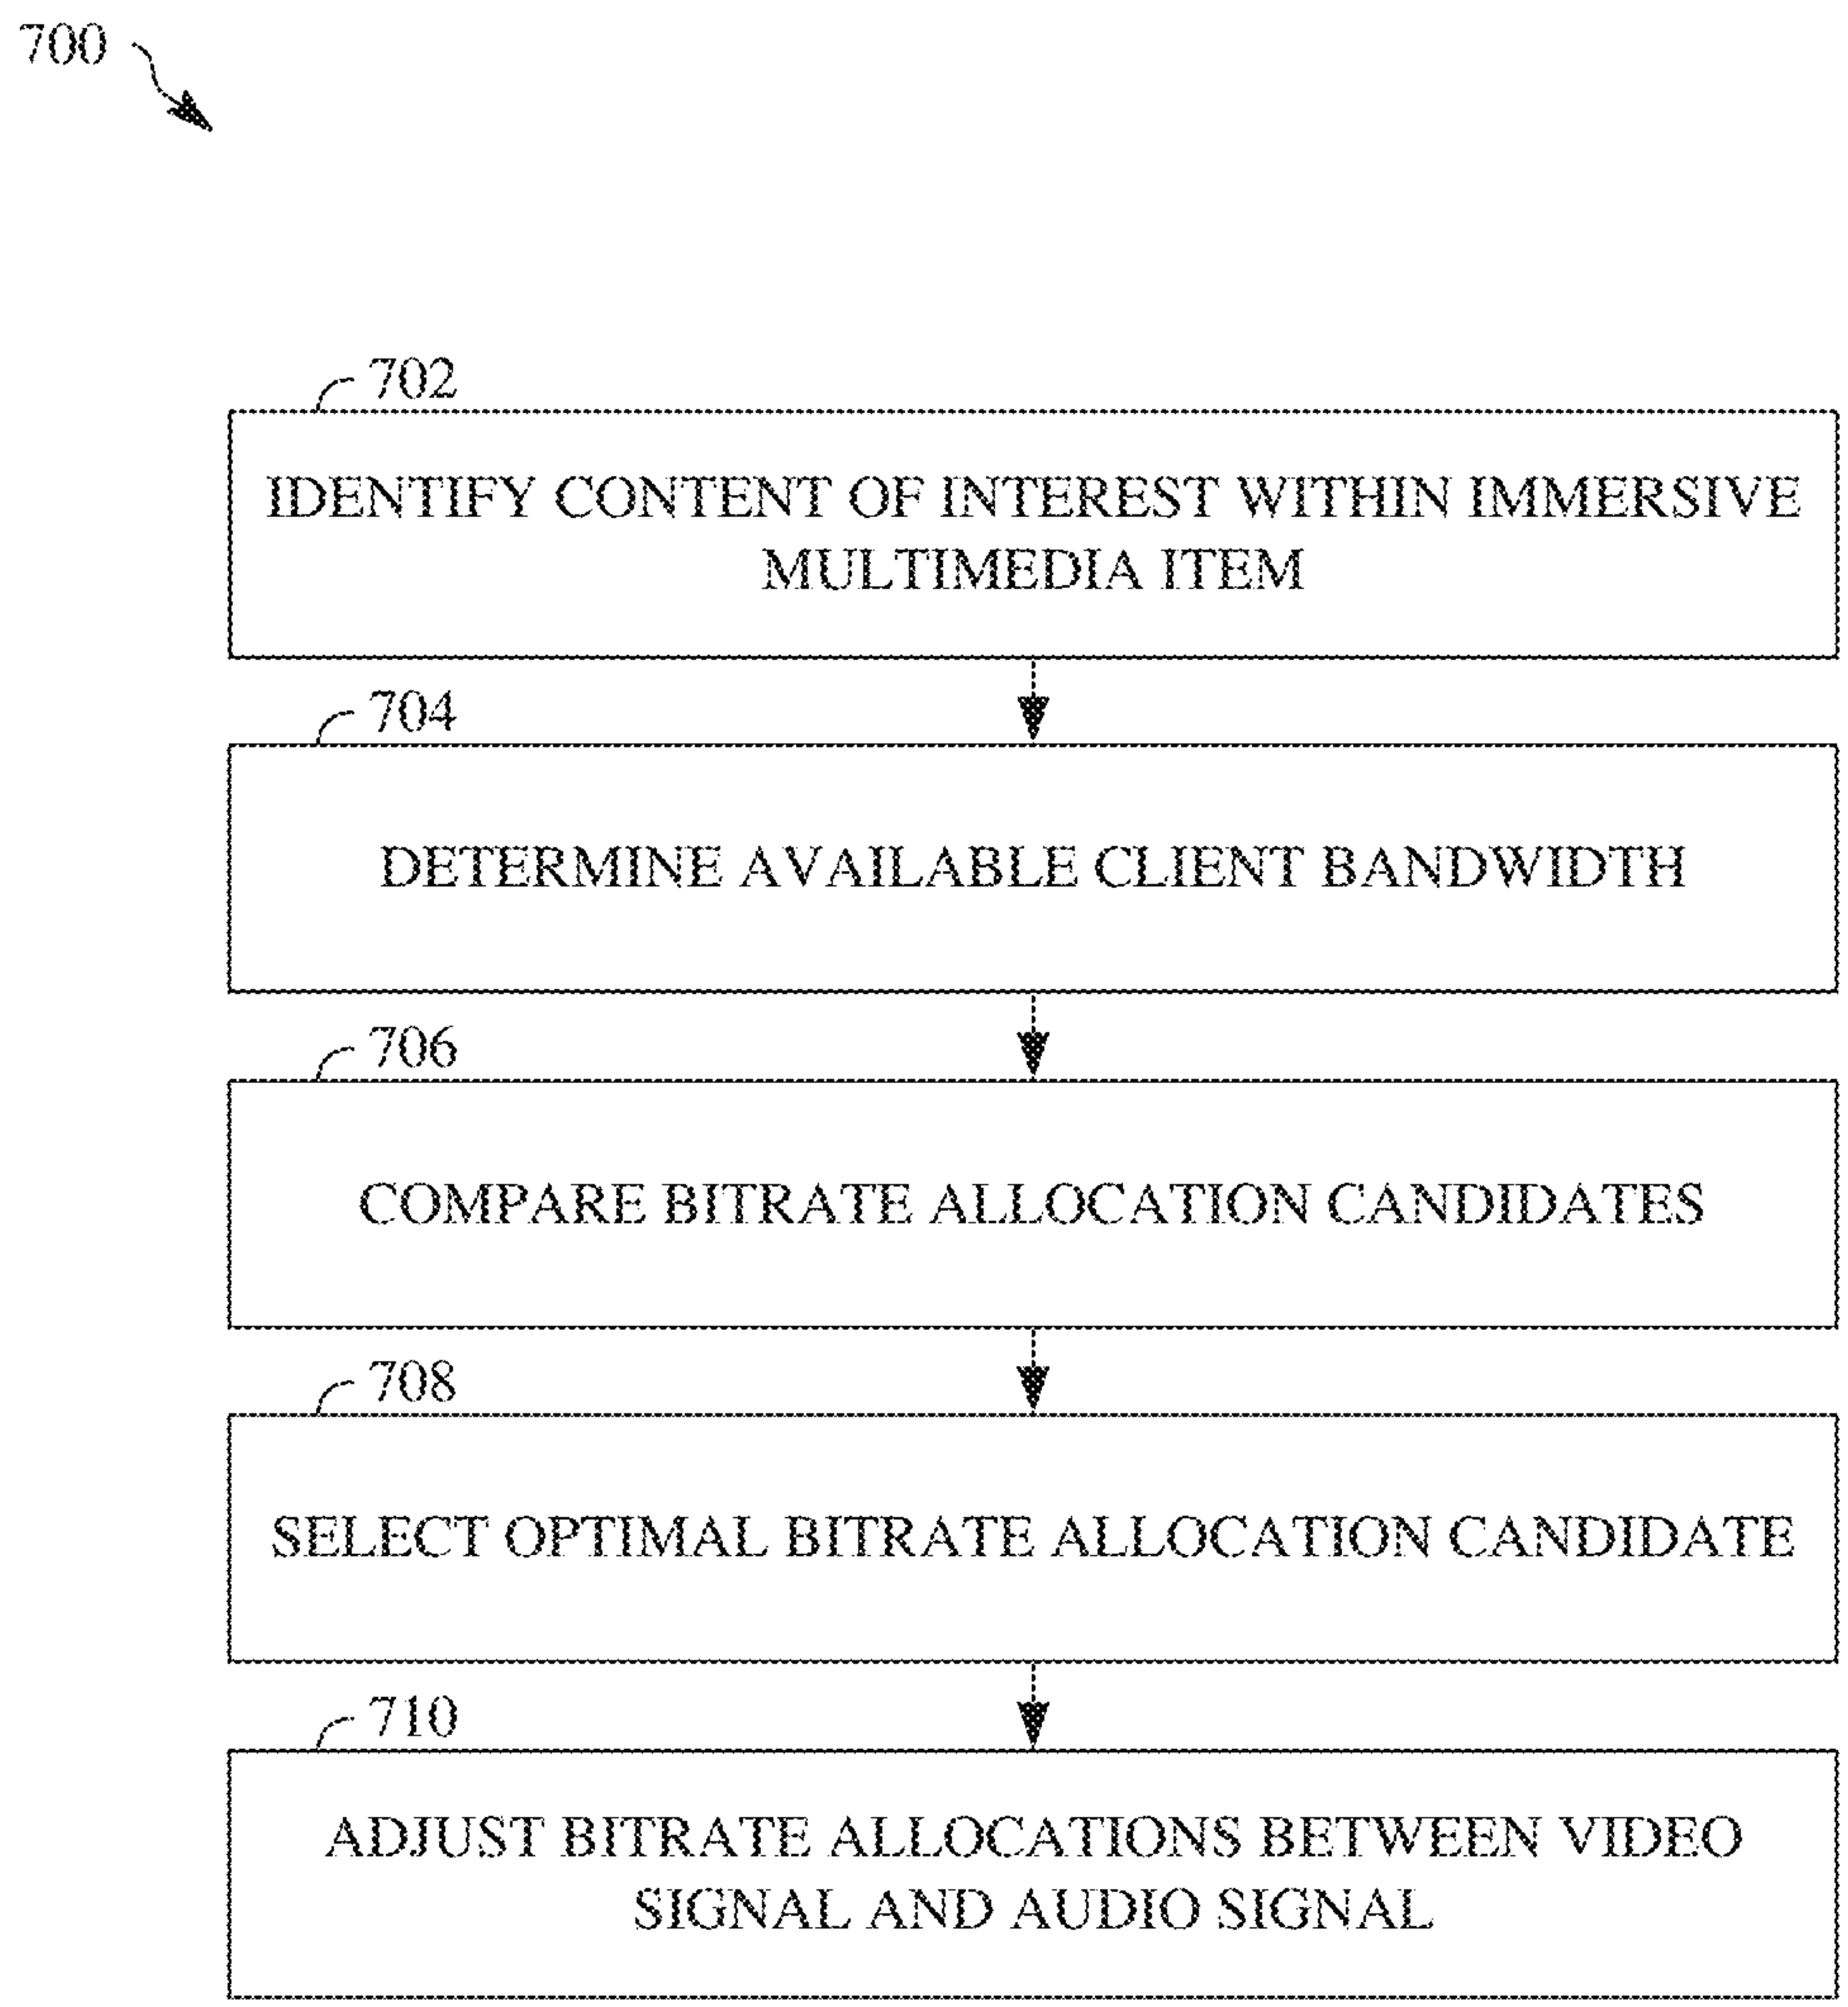 700
702
IDENTIFY CONTENT OF INTEREST WITHIN IMMERSIVE
MULTIMEDIA ITEM
704
DETERMINE AVAILABLE CLIENT BANDWIDTH
706
COMPARE BITRATE ALLOCATION CANDIDATES
708
SELECT OPTIMAL BITRATE ALLOCATION CANDIDATE
710
ADJUST BITRATE ALLOCATIONS BETWEEN VIDEO
SIGNAL AND AUDIO SIGNAL